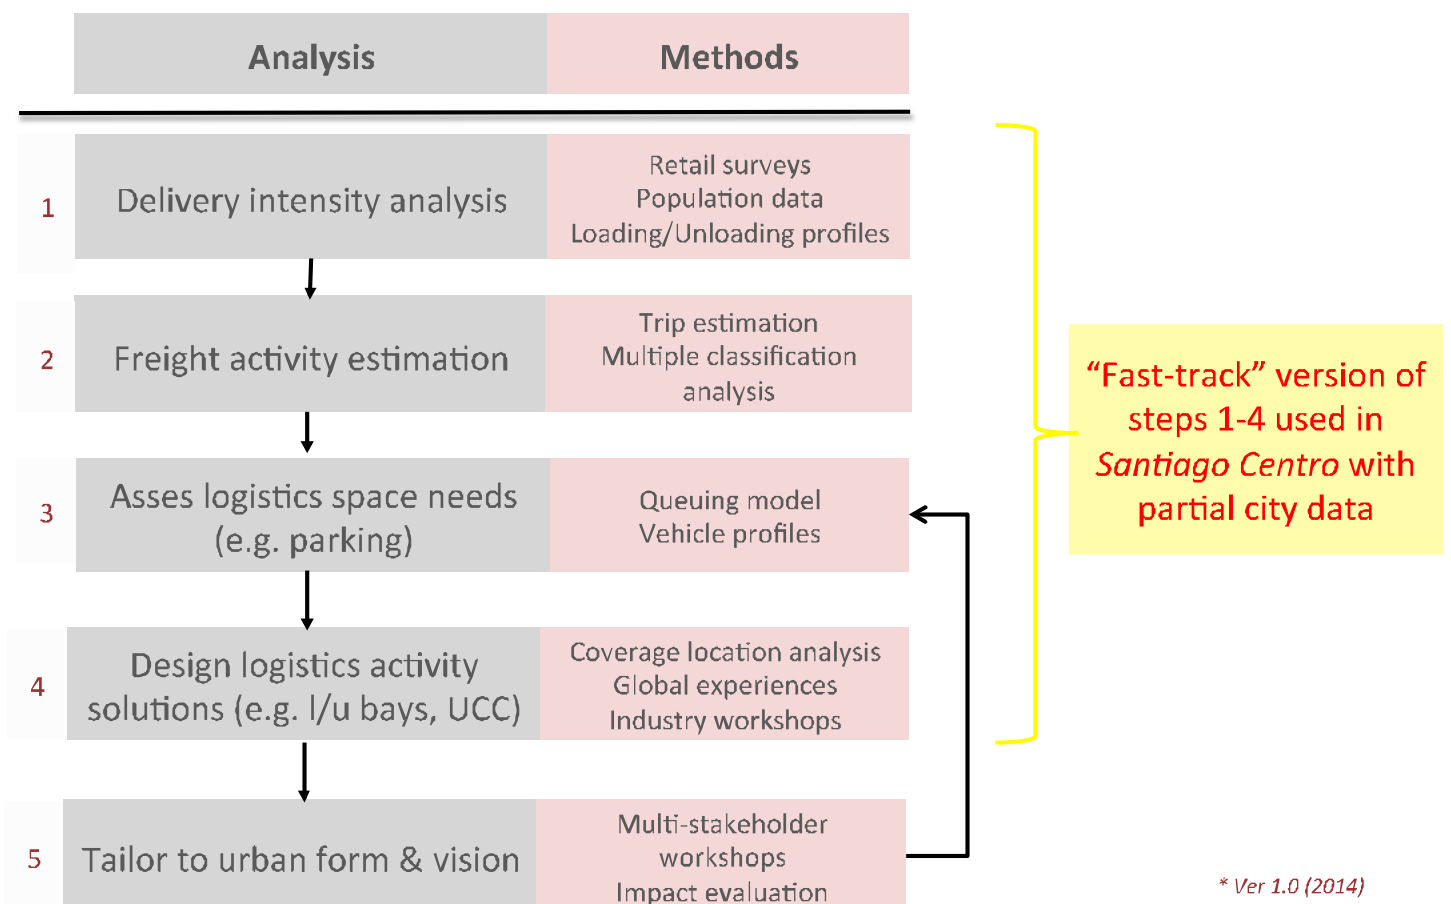 Analysis
Methods
1
Delivery intensity analysis
Retail surveys
Population data
Loading/Unloading profiles
2
Freight activity estimation
Trip estimation
Multiple classification
analysis
3
Asses logistics space needs
(e.g. parking)
Queuing model
Vehicle profiles
4
Design logistics activity
solutions (e.g. l/u bays, UCC)
Coverage location analysis
Global experiences
Industry workshops
5
Tailor to urban form & vision
Multi-stakeholder
workshops
Impact evaluation
“Fast-track” version of
steps 1-4 used in
Santiago Centro with
partial city data
* Ver 1.0 (2014)